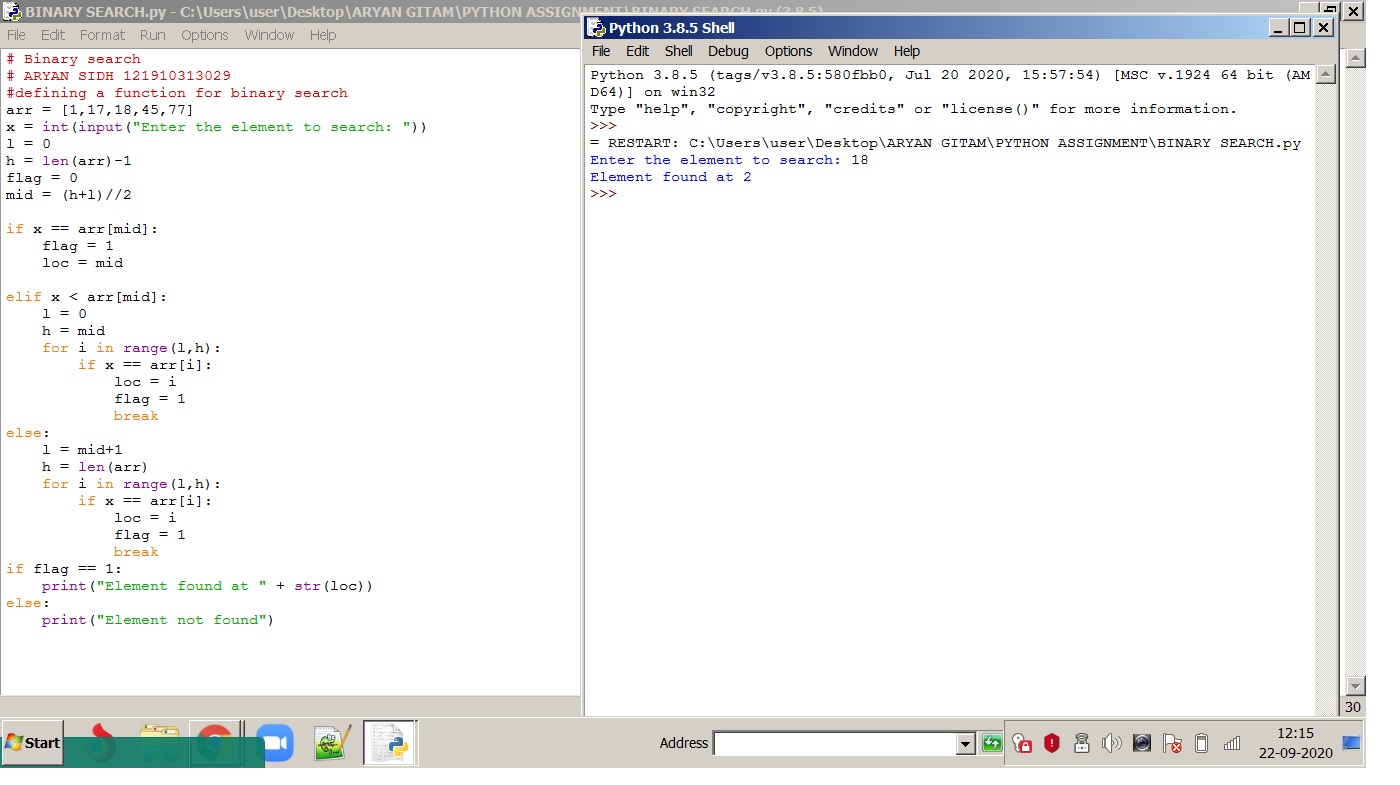 BINARY SEARCH.py - C:\Users\user\Desktop\ARYAN GITAM\PYTHON ASSIGNMENT\BINARY SEARCH.py (3.8.5)
File Edit Format Run Options Window Help
# Binary search
# ARYAN SIDH 121910313029
#defining a function for binary search
arr = [1,17,18,45,77]
x = int(input("Enter the element to search: "))
l = 0
h = len(arr)-1
flag = 0
mid = (h+l)//2
if x == arr[mid]:
    flag = 1
    loc = mid
elif x < arr[mid]:
    l = 0
    h = mid
    for i in range(l,h):
        if x == arr[i]:
            loc = i
            flag = 1
            break
else:
    l = mid+1
    h = len(arr)
    for i in range(l,h):
        if x == arr[i]:
            loc = i
            flag = 1
            break
if flag == 1:
    print("Element found at " + str(loc))
else:
    print("Element not found")
Python 3.8.5 Shell
File Edit Shell Debug Options Window Help
Python 3.8.5 (tags/v3.8.5:580fbb0, Jul 20 2020, 15:57:54) [MSC v.1924 64 bit (AM
D64)] on win32
Type "help", "copyright", "credits" or "license()" for more information.
>>>
= RESTART: C:\Users\user\Desktop\ARYAN GITAM\PYTHON ASSIGNMENT\BINARY SEARCH.py
Enter the element to search: 18
Element found at 2
>>>
30
Start
Address
12:15
22-09-2020